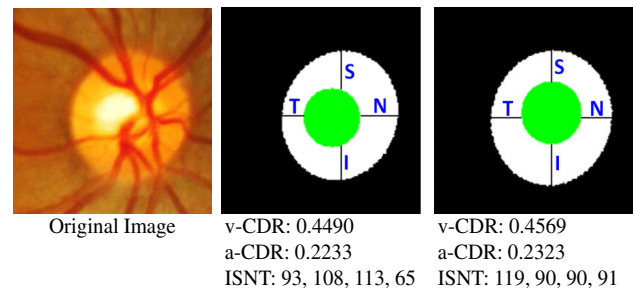 S
T
N
I
S
T
N
I
Original Image
v-CDR: 0.4490
a-CDR: 0.2233
ISNT: 93, 108, 113, 65
v-CDR: 0.4569
a-CDR: 0.2323
ISNT: 119, 90, 90, 91